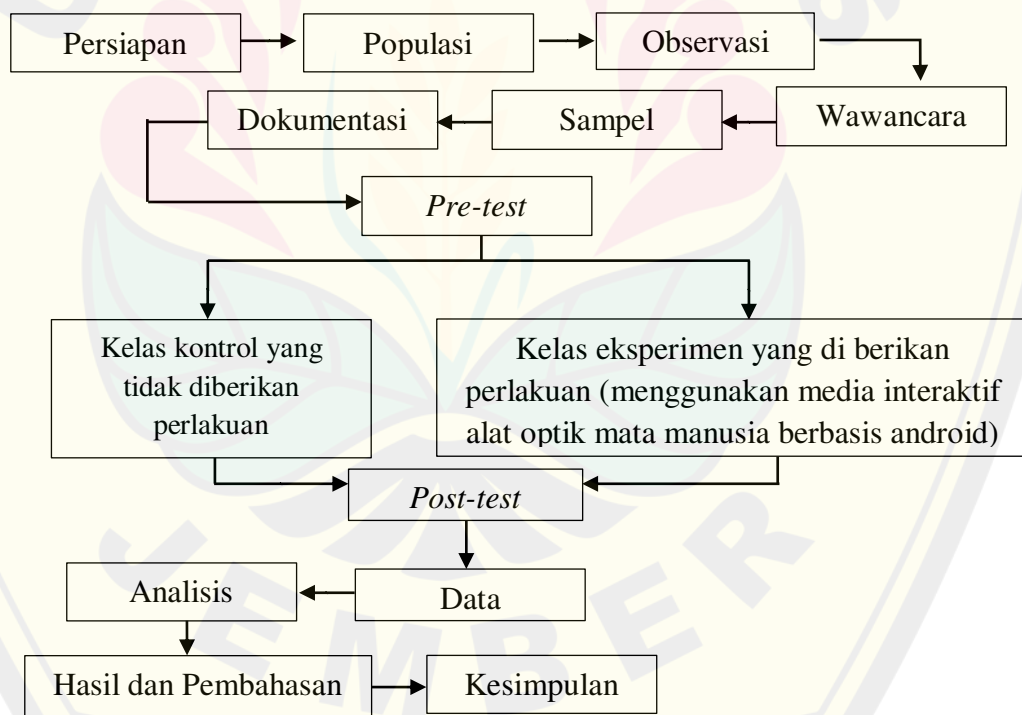 Persiapan
Populasi
Observasi
Wawancara
Sampel
Dokumentasi
Pre-test
Kelas kontrol yang
tidak diberikan
perlakuan
Kelas eksperimen yang di berikan
perlakuan (menggunakan media interaktif
alat optik mata manusia berbasis android)
Post-test
Data
Analisis
Hasil dan Pembahasan
Kesimpulan
JEMBER